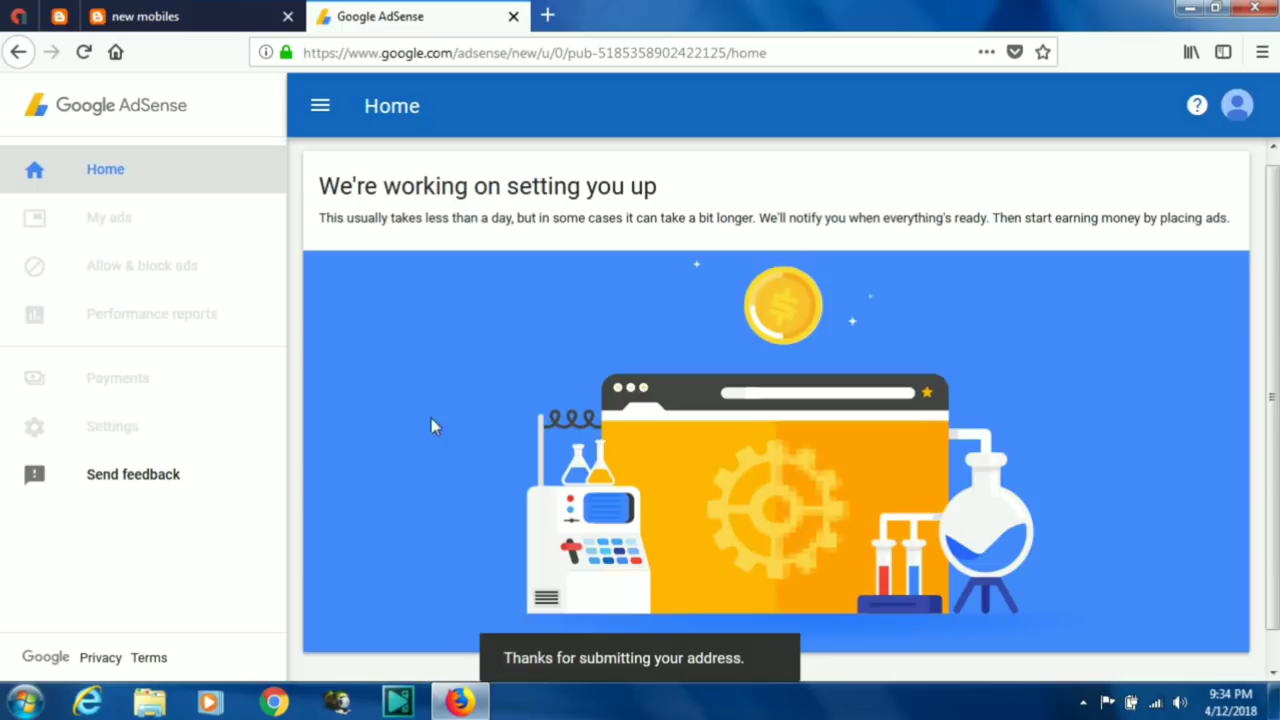 new mobiles
Google AdSense
https://www.google.com/adsense/new/u/0/pub-5185358902422125/home
Google AdSense
Home
Home
My ads
Allow & block ads
Performance reports
Payments
Settings
Send feedback
We're working on setting you up
This usually takes less than a day, but in some cases it can take a bit longer. We'll notify you when everything's ready. Then start earning money by placing ads.
Thanks for submitting your address.
Google Privacy Terms
9:34 PM
4/12/2018